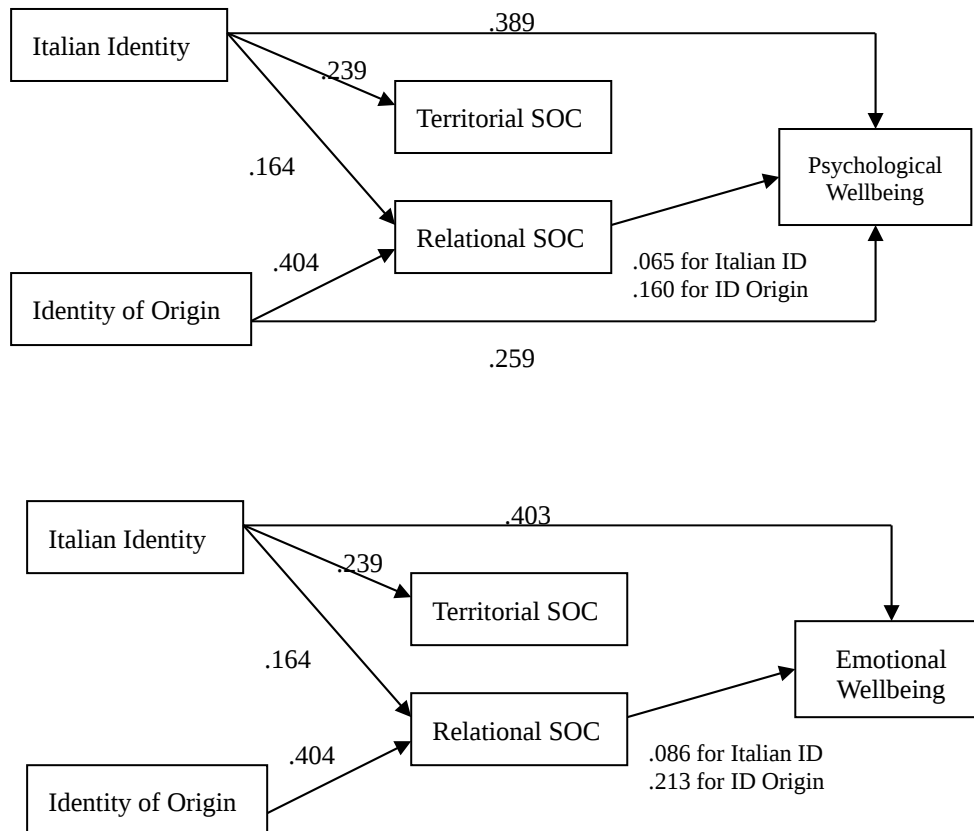 .389
Italian Identity
.239
Territorial SOC
.164
Psychological
Wellbeing
Relational SOC
.404
.065 for Italian ID
.160 for ID Origin
Identity of Origin
.259
.403
Italian Identity
.239
Territorial SOC
.164
Emotional
Wellbeing
Relational SOC
.404
.086 for Italian ID
.213 for ID Origin
Identity of Origin